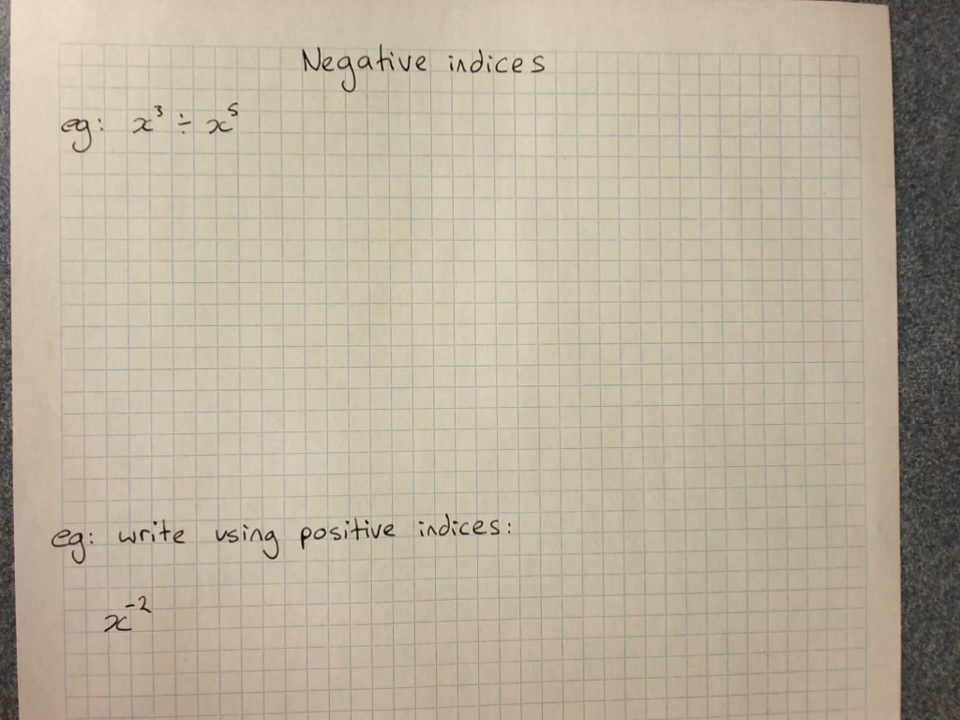 Negative indices
eg: x³ ÷ x⁵
eg: write using positive indices:
x⁻²